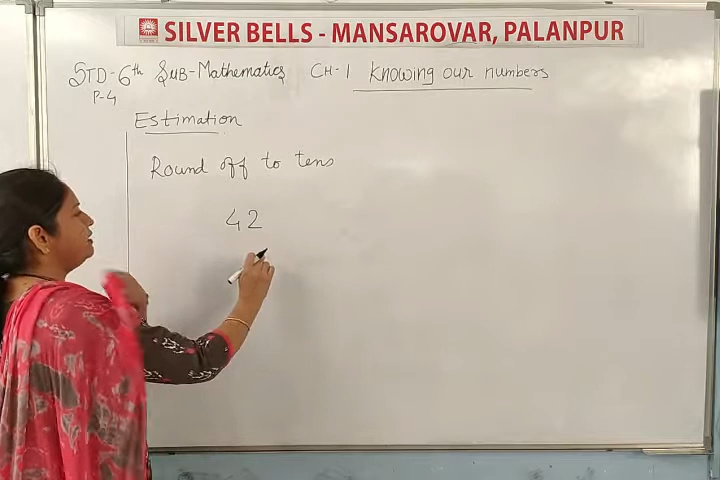 SILVER BELLS - MANSAROVAR, PALANPUR
STD-6th SUB-Mathematics CH-1 Knowing our numbers
P-4
Estimation
Round off to tens
42